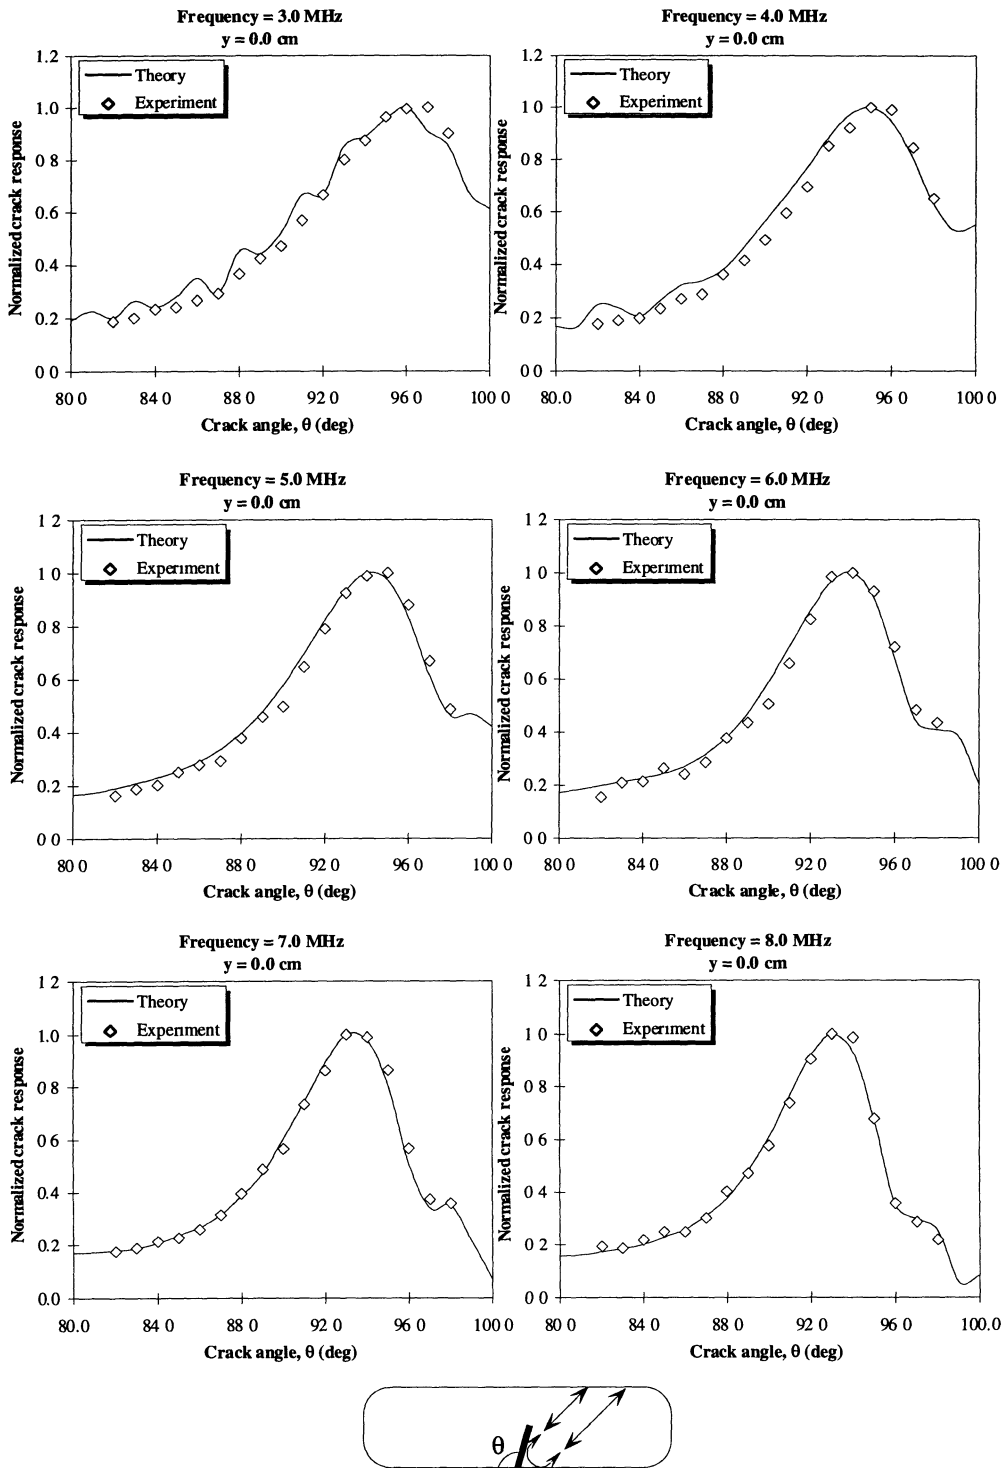 Frequency = 3.0 MHz
y = 0.0 cm
Normalized crack response
1.2
1.0
0.8
0.6
0.4
0.2
0 0
Theory
Experiment
80 0 84 0 88 0 92 0 96 0 100 0
Crack angle, θ (deg)
Frequency = 4.0 MHz
y = 0.0 cm
Normalized crack response
1.2
1.0
0.8
0.6
0.4
0 2
0 0
Theory
Experiment
80.0 84 0 88 0 92 0 96 0 100 0
Crack angle, θ (deg)
Frequency = 5.0 MHz
y = 0.0 cm
Normalized crack response
1 2
1 0
0 8
0 6
0 4
0.2
0.0
Theory
Experiment
80 0 84 0 88 0 92 0 96 0 100 0
Crack angle, θ (deg)
Frequency = 6.0 MHz
y = 0.0 cm
Normalized crack response
1.2
1 0
0 8
0.6
0 4
0.2
0 0
Theory
Experiment
80 0 84 0 88 0 92 0 96 0 100.0
Crack angle, θ (deg)
Frequency = 7.0 MHz
y = 0.0 cm
Normalized crack response
1 2
1.0
0 8
0 6
0.4
0 2
0.0
Theory
Experiment
80.0 84 0 88 0 92 0 96 0 100 0
Crack angle, θ (deg)
Frequency = 8.0 MHz
y = 0.0 cm
Normalized crack response
1 2
1.0
0.8
0 6
0 4
0.2
0 0
Theory
Experiment
80 0 84 0 88 0 92 0 96 0 100.0
Crack angle, θ (deg)
θ